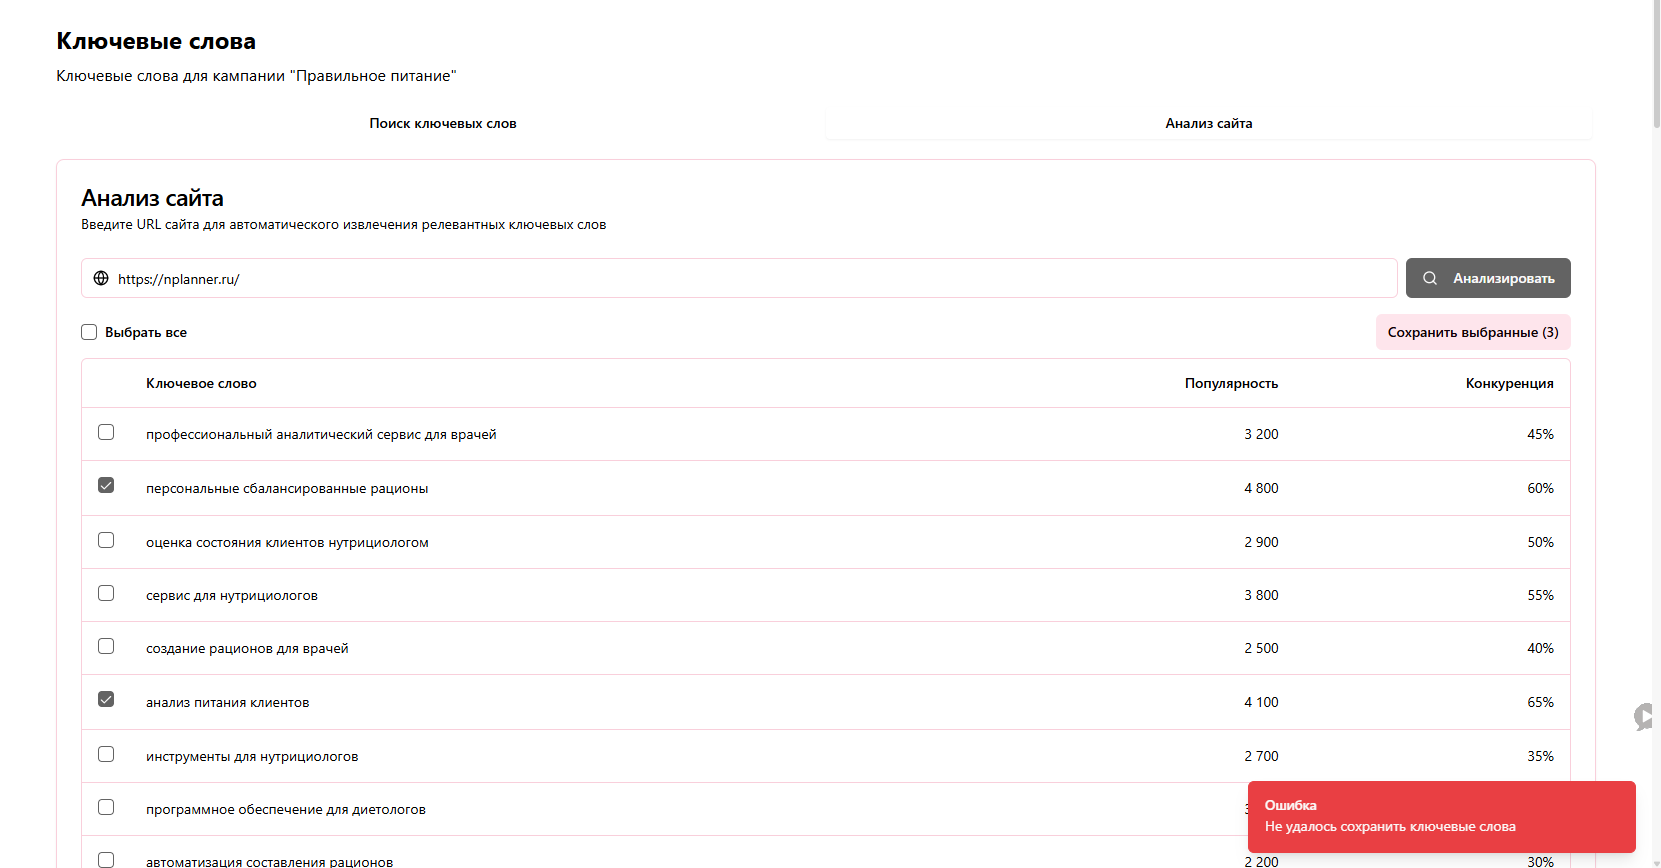 Ключевые слова
Ключевые слова для кампании "Правильное питание"
Поиск ключевых слов
Анализ сайта
Анализ сайта
Введите URL сайта для автоматического извлечения релевантных ключевых слов
https://nplanner.ru/
Анализировать
Выбрать все
Сохранить выбранные (3)
Ключевое слово Популярность Конкуренция
профессиональный аналитический сервис для врачей 3 200 45%
персональные сбалансированные рационы 4 800 60%
оценка состояния клиентов нутрициологом 2 900 50%
сервис для нутрициологов 3 800 55%
создание рационов для врачей 2 500 40%
анализ питания клиентов 4 100 65%
инструменты для нутрициологов 2 700 35%
программное обеспечение для диетологов
Ошибка
Не удалось сохранить ключевые слова
автоматизация составления рационов 2 200 30%